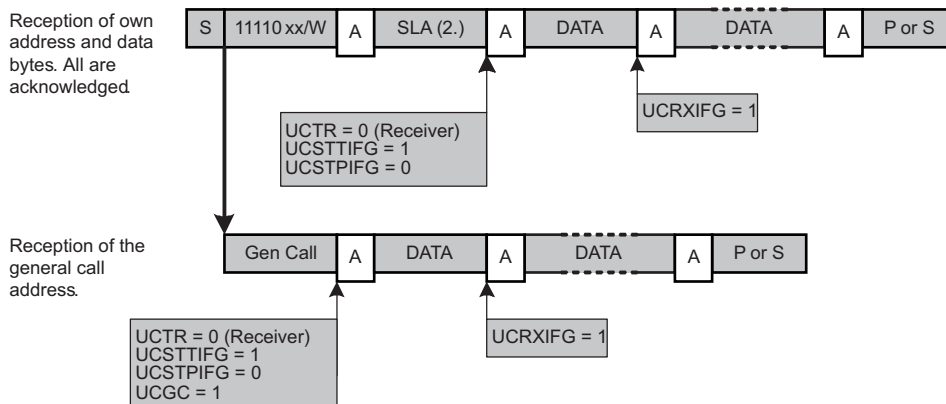 Reception of own
address and data
bytes. All are
acknowledged.
S 11110 xx/W A SLA (2.) A DATA A DATA A P or S
UCTR = 0 (Receiver)
UCSTTIFG = 1
UCSTPIFG = 0
UCRXIFG = 1
Reception of the
general call
address.
Gen Call A DATA A DATA A P or S
UCTR = 0 (Receiver)
UCSTTIFG = 1
UCSTPIFG = 0
UCGC = 1
UCRXIFG = 1